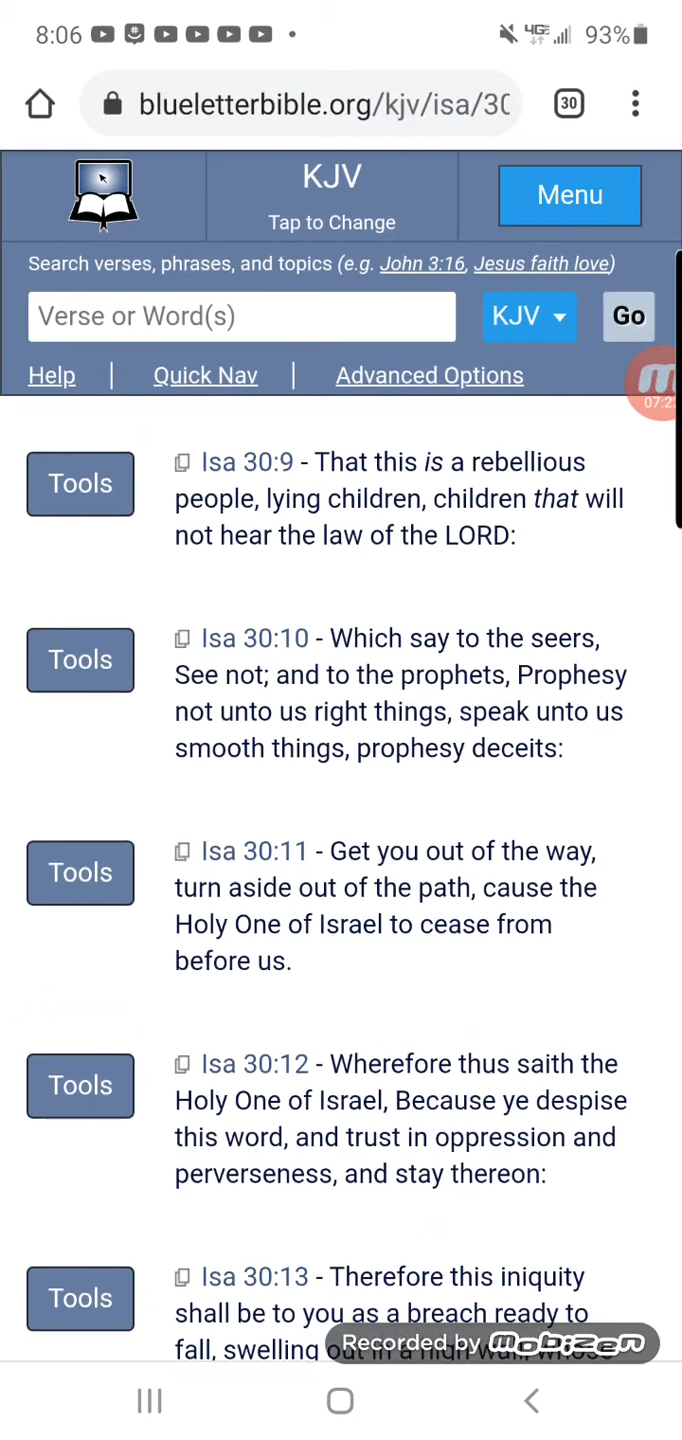 8:06
93%
blueletterbible.org/kjv/isa/30
30
KJV
Tap to Change
Menu
Search verses, phrases, and topics (e.g. John 3:16, Jesus faith love)
Verse or Word(s)
KJV
Go
Help | Quick Nav | Advanced Options
Tools
Isa 30:9 - That this is a rebellious
people, lying children, children that will
not hear the law of the LORD:
Tools
Isa 30:10 - Which say to the seers,
See not; and to the prophets, Prophesy
not unto us right things, speak unto us
smooth things, prophesy deceits:
Tools
Isa 30:11 - Get you out of the way,
turn aside out of the path, cause the
Holy One of Israel to cease from
before us.
Tools
Isa 30:12 - Wherefore thus saith the
Holy One of Israel, Because ye despise
this word, and trust in oppression and
perverseness, and stay thereon:
Tools
Isa 30:13 - Therefore this iniquity
shall be to you as a breach ready to
fall, swelling out in a high wall, whose
Recorded by mobizen